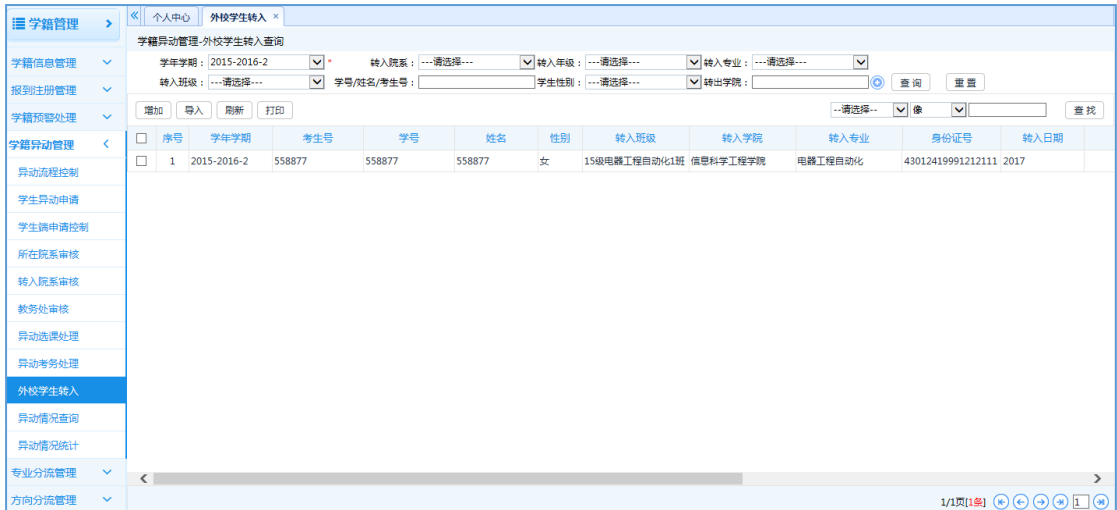 学籍管理
学籍信息管理
报到注册管理
学籍预警处理
学籍异动管理
异动流程控制
学生异动申请
学生端申请控制
所在院系审核
转入院系审核
教务处审核
异动选课处理
异动考务处理
外校学生转入
异动情况查询
异动情况统计
专业分流管理
方向分流管理
个人中心 外校学生转入 ×
学籍异动管理-外校学生转入查询
学年学期：2015-2016-2 * 转入院系：---请选择--- 转入年级：---请选择--- 转入专业：---请选择---
转入班级：---请选择--- 学号/姓名/考生号： 学生性别：---请选择--- 转出学院： 查询 重置
增加 导入 刷新 打印 --请选择-- 像 查找
序号 学年学期 考生号 学号 姓名 性别 转入班级 转入学院 转入专业 身份证号 转入日期
1 2015-2016-2 558877 558877 558877 女 15级电器工程自动化1班 信息科学工程学院 电器工程自动化 43012419991212111 2017
1/1页[1条] 1